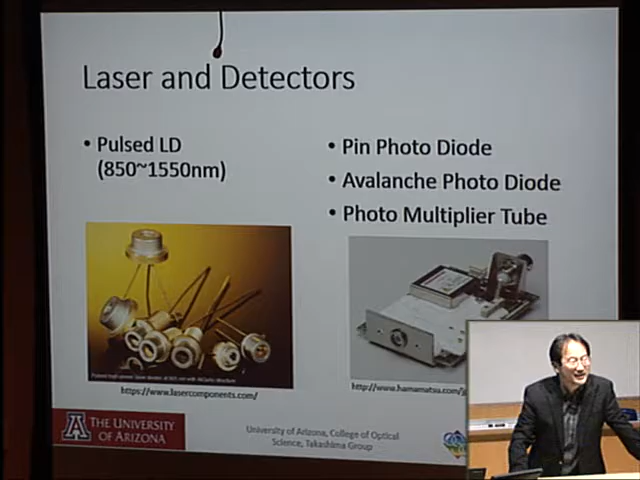 Laser and Detectors
• Pulsed LD
(850~1550nm)
• Pin Photo Diode
• Avalanche Photo Diode
• Photo Multiplier Tube
https://www.lasercomponents.com/
http://www.hamamatsu.com/
A THE UNIVERSITY
OF ARIZONA
University of Arizona, College of Optical
Science, Takashima Group